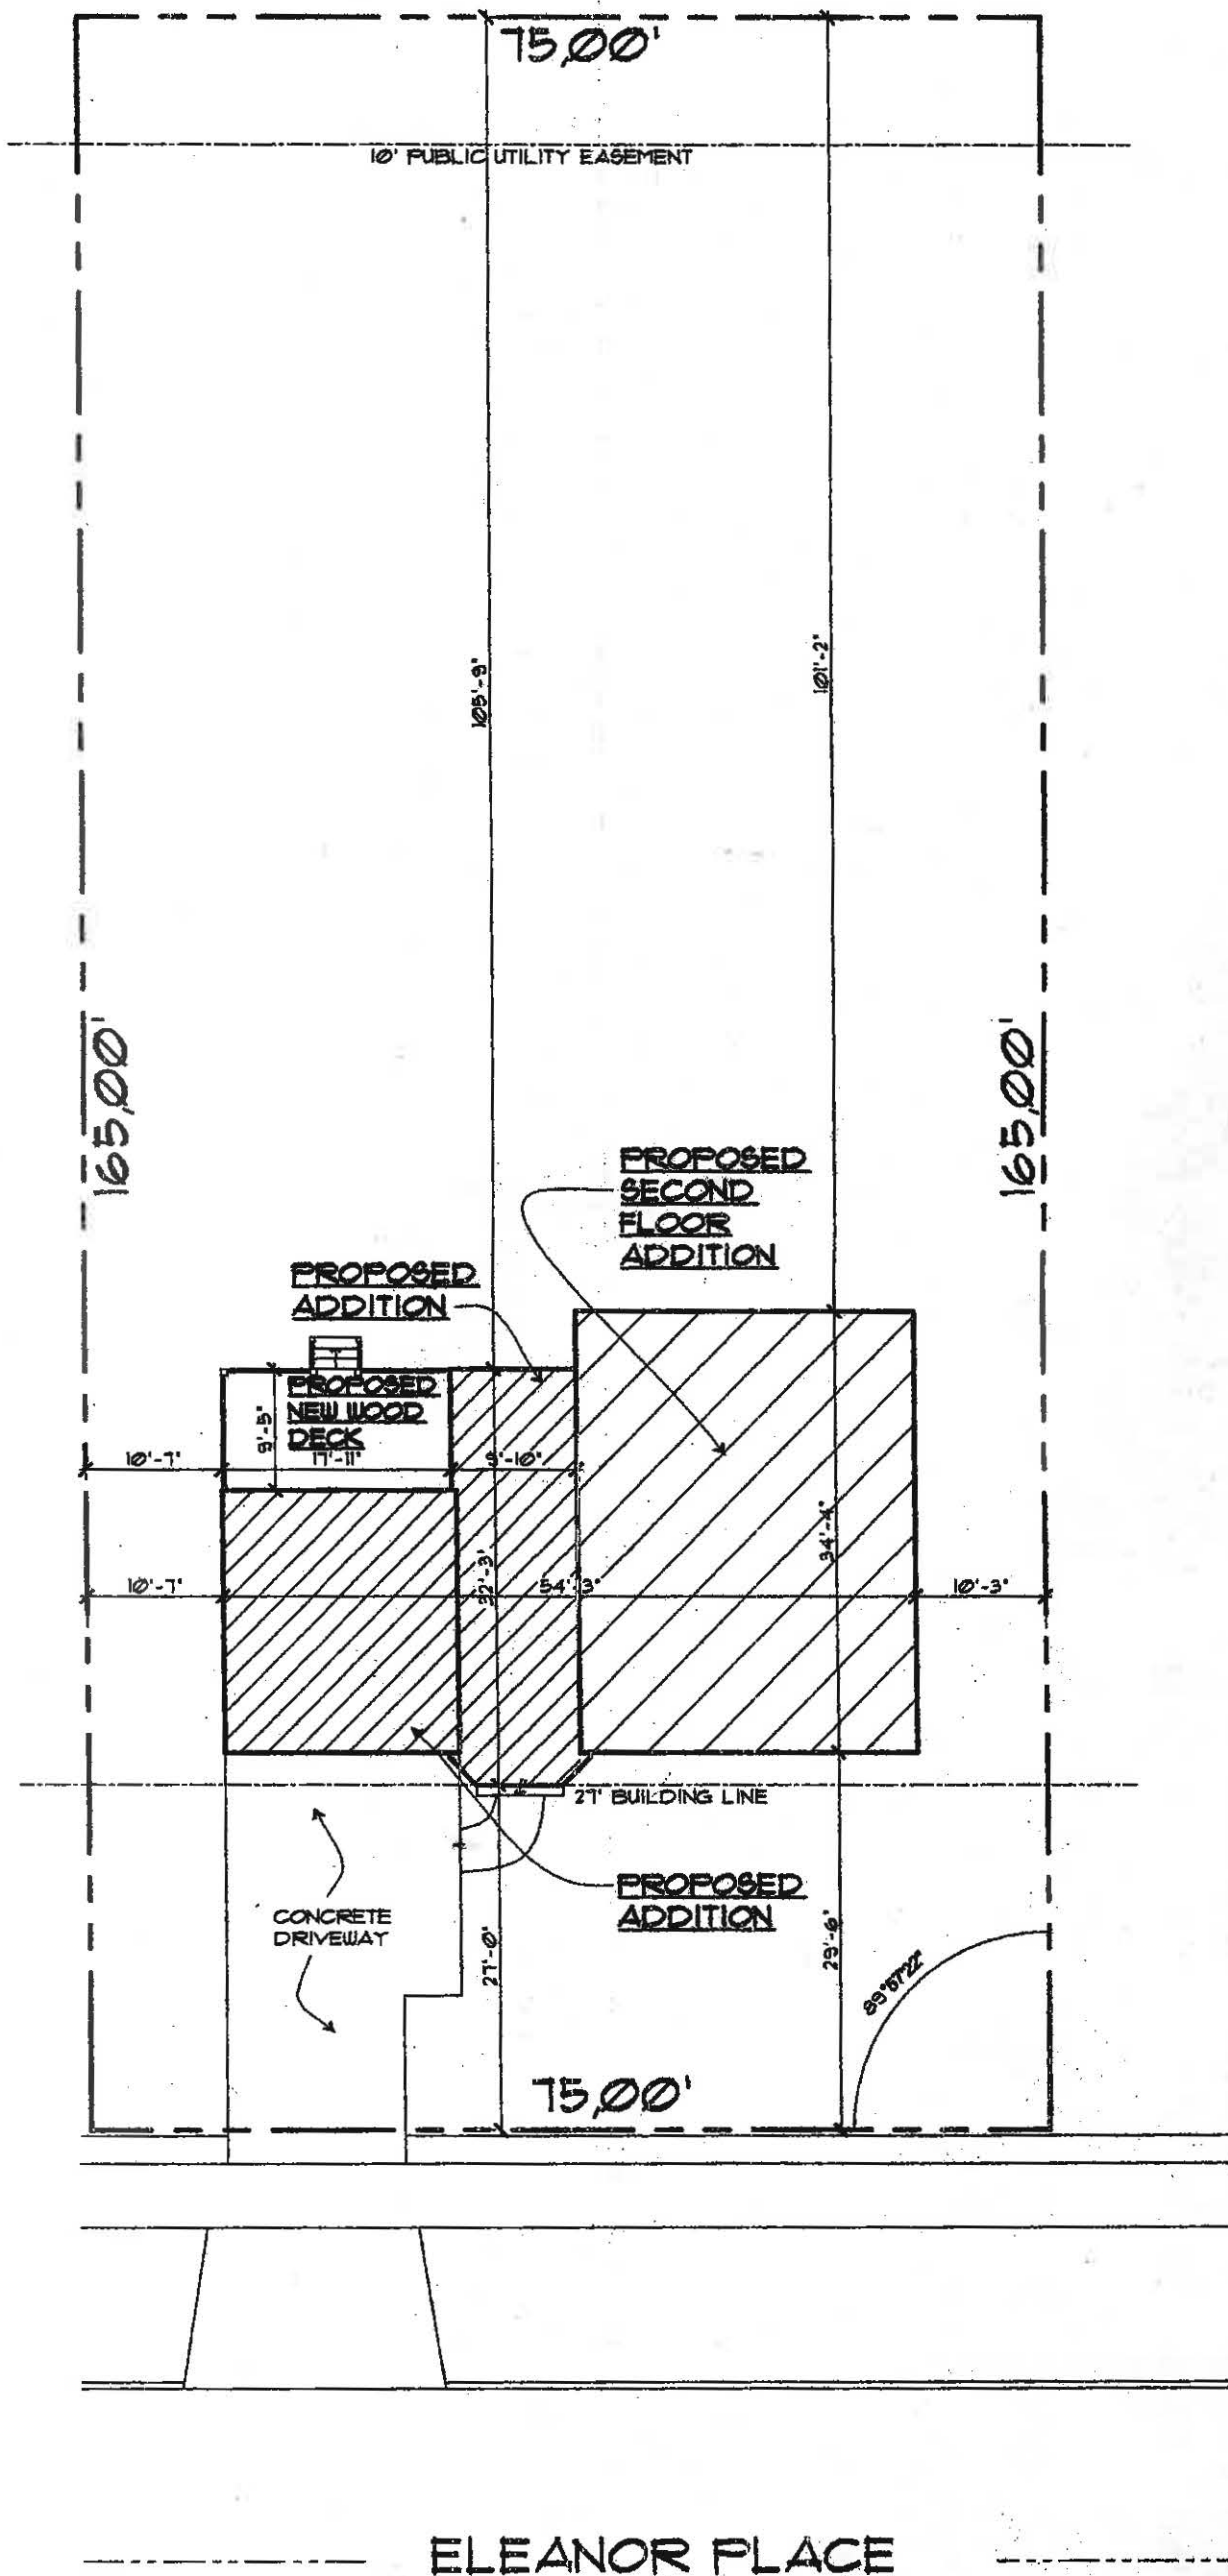 75,00'
10' PUBLIC UTILITY EASEMENT
105'-9"
101'-2"
165,00'
165,00'
PROPOSED
SECOND
FLOOR
ADDITION
PROPOSED
ADDITION
PROPOSED
NEW WOOD
DECK
9'-5"
10'-7"
17'-11"
9'-10"
34'-4"
10'-7"
32'-3"
54'-3"
10'-3"
27' BUILDING LINE
PROPOSED
ADDITION
CONCRETE
DRIVEWAY
27'-0"
29'-6"
89°57'22"
75,00'
ELEANOR PLACE